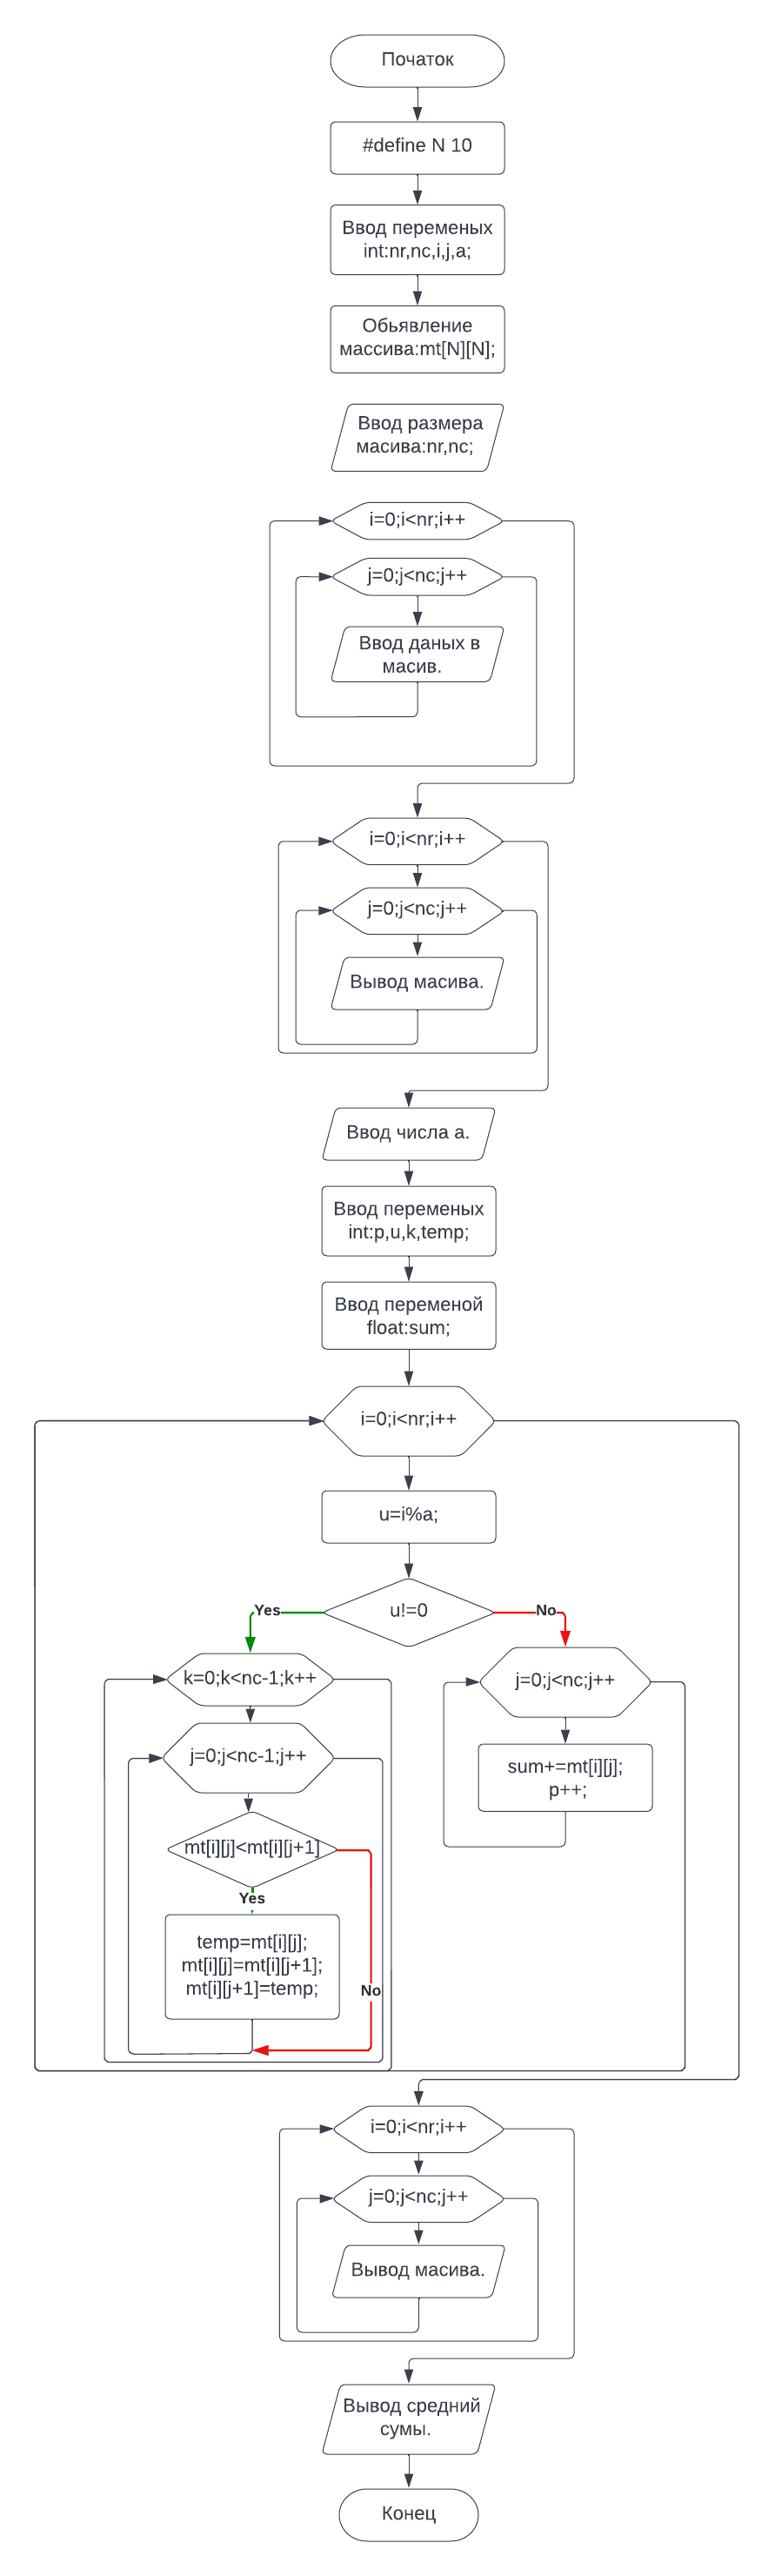 Початок
#define N 10
Ввод переменых
int:nr,nc,i,j,a;
Обьявление
массива:mt[N][N];
Ввод размера
масива:nr,nc;
i=0;i<nr;i++
j=0;j<nc;j++
Ввод даных в
масив.
i=0;i<nr;i++
j=0;j<nc;j++
Вывод масива.
Ввод числа а.
Ввод переменых
int:p,u,k,temp;
Ввод переменой
float:sum;
i=0;i<nr;i++
u=i%a;
u!=0
Yes
No
k=0;k<nc-1;k++
j=0;j<nc;j++
j=0;j<nc-1;j++
sum+=mt[i][j];
p++;
mt[i][j]<mt[i][j+1]
Yes
temp=mt[i][j];
mt[i][j]=mt[i][j+1];
mt[i][j+1]=temp;
No
i=0;i<nr;i++
j=0;j<nc;j++
Вывод масива.
Вывод средний
сумы.
Конец